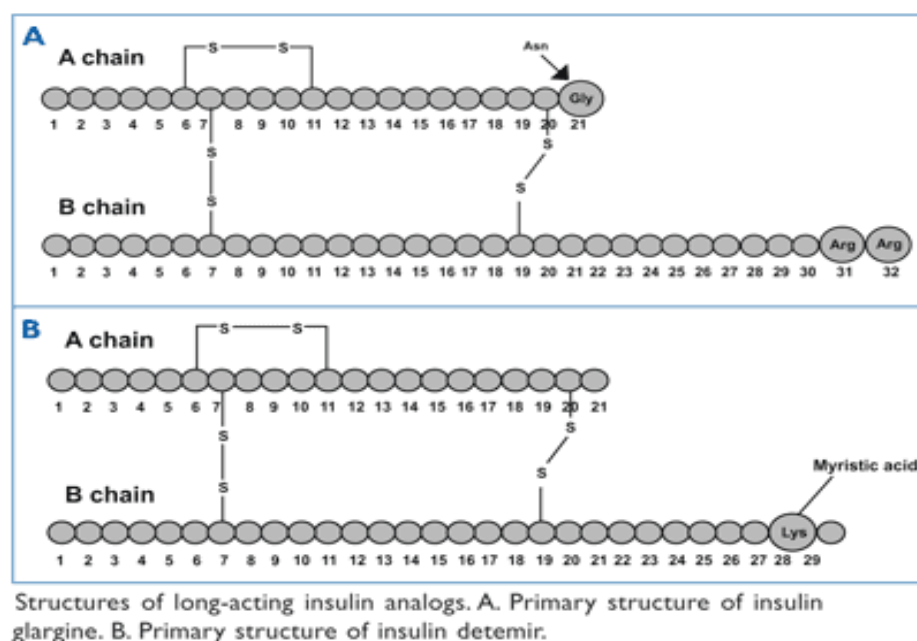 A
A chain
S S
Asn
Gly
1 2 3 4 5 6 7 8 9 10 11 12 13 14 15 16 17 18 19 20 21
S S
S S
B chain
Arg Arg
1 2 3 4 5 6 7 8 9 10 11 12 13 14 15 16 17 18 19 20 21 22 23 24 25 26 27 28 29 30 31 32
B
A chain
S S
1 2 3 4 5 6 7 8 9 10 11 12 13 14 15 16 17 18 19 20 21
S S
S S
Myristic acid
B chain
Lys
1 2 3 4 5 6 7 8 9 10 11 12 13 14 15 16 17 18 19 20 21 22 23 24 25 26 27 28 29
Structures of long-acting insulin analogs. A. Primary structure of insulin
glargine. B. Primary structure of insulin detemir.